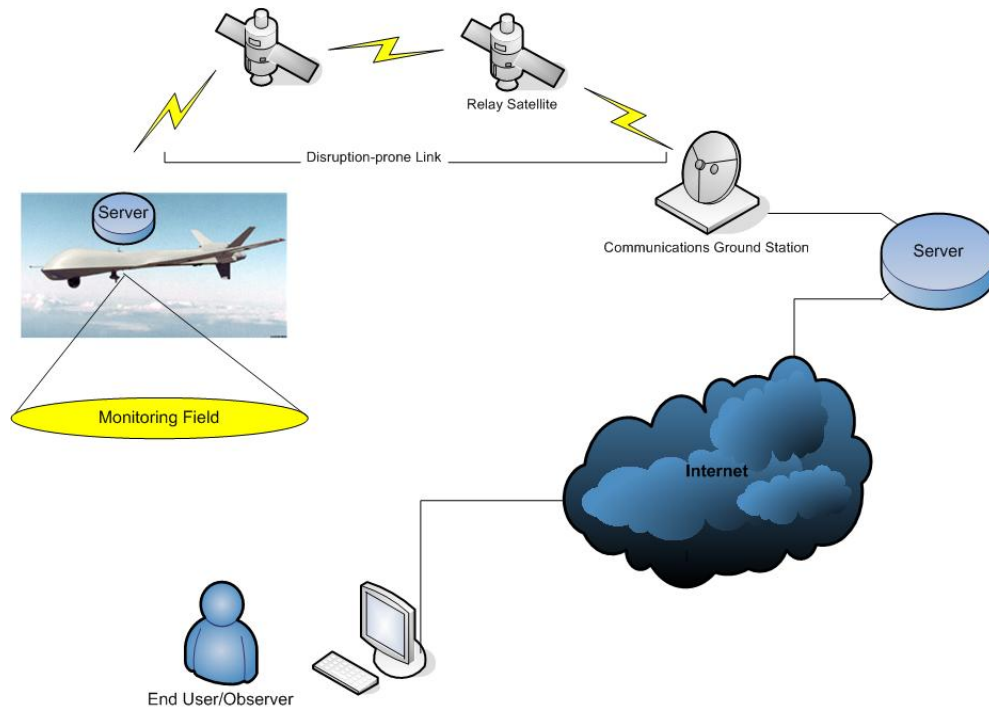 Relay Satellite
Disruption-prone Link
Server
Communications Ground Station
Server
Monitoring Field
Internet
End User/Observer